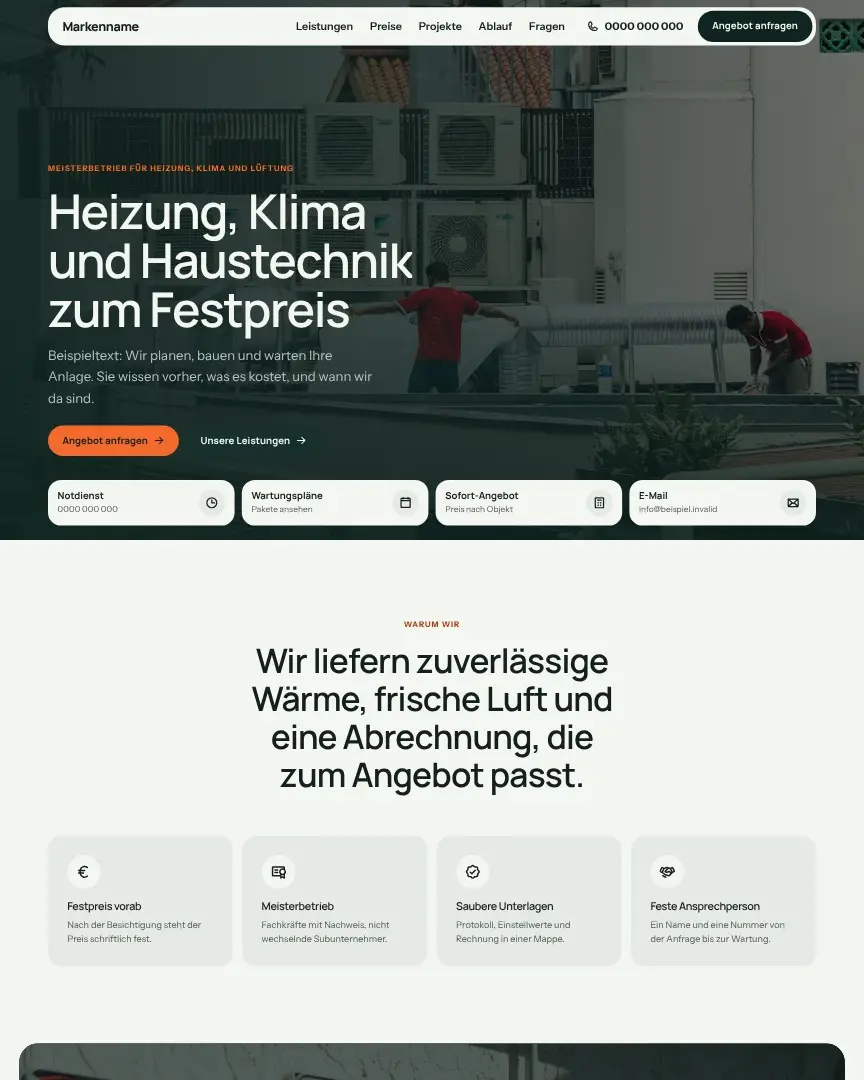 Markenname
Leistungen Preise Projekte Ablauf Fragen 0000 000 000 Angebot anfragen
MEISTERBETRIEB FÜR HEIZUNG, KLIMA UND LÜFTUNG
Heizung, Klima
und Haustechnik
zum Festpreis
Beispieltext: Wir planen, bauen und warten Ihre
Anlage. Sie wissen vorher, was es kostet, und wann wir
da sind.
Angebot anfragen → Unsere Leistungen →
Notdienst
0000 000 000
Wartungspläne
Pakete ansehen
Sofort-Angebot
Preis nach Objekt
E-Mail
info@beispiel.invalid
WARUM WIR
Wir liefern zuverlässige
Wärme, frische Luft und
eine Abrechnung, die
zum Angebot passt.
Festpreis vorab
Nach der Besichtigung steht der
Preis schriftlich fest.
Meisterbetrieb
Fachkräfte mit Nachweis, nicht
wechselnde Subunternehmer.
Saubere Unterlagen
Protokoll, Einstellwerte und
Rechnung in einer Mappe.
Feste Ansprechperson
Ein Name und eine Nummer von
der Anfrage bis zur Wartung.